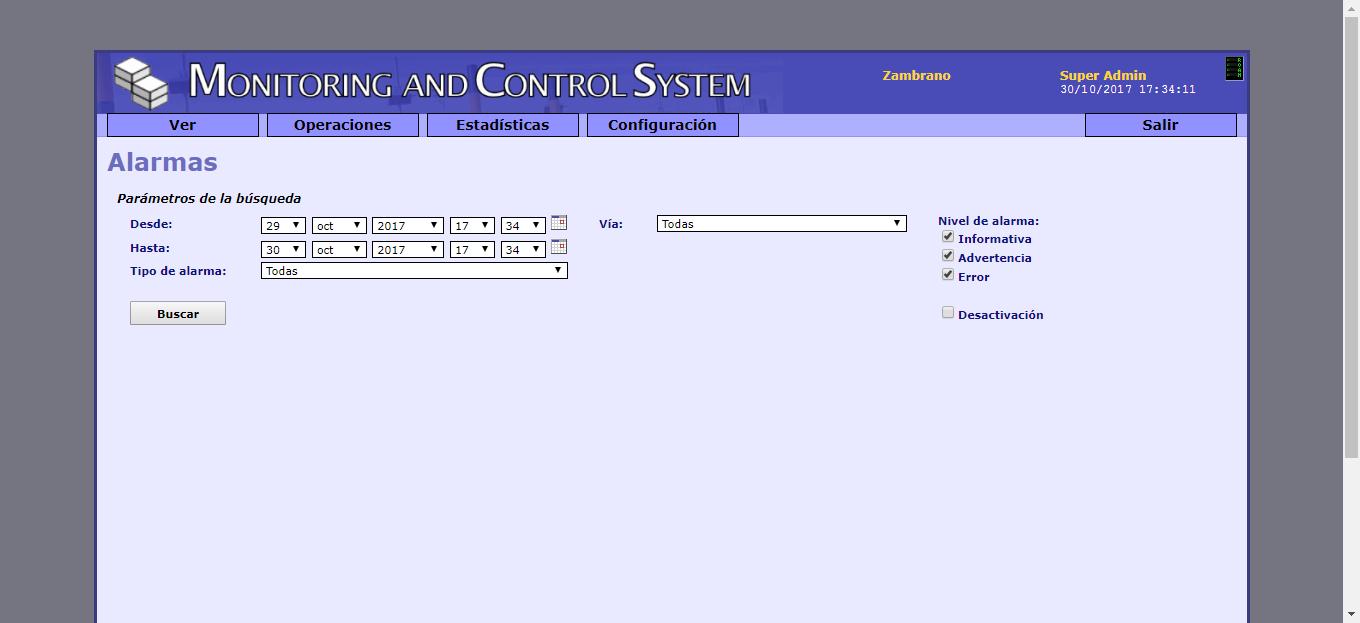 MONITORING AND CONTROL SYSTEM
Zambrano
Super Admin
30/10/2017 17:34:11
Ver
Operaciones
Estadísticas
Configuración
Salir
Alarmas
Parámetros de la búsqueda
Desde: 29 oct 2017 17 34
Vía: Todas
Nivel de alarma:
Informativa
Hasta: 30 oct 2017 17 34
Advertencia
Tipo de alarma: Todas
Error
Buscar
Desactivación